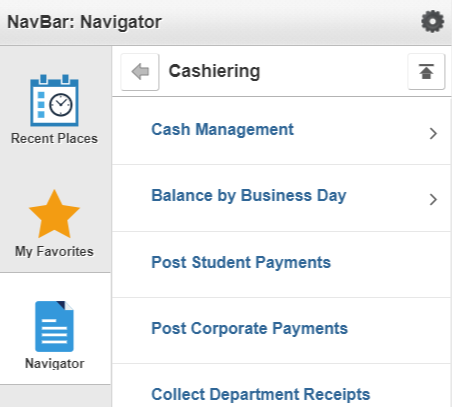 NavBar: Navigator
Recent Places
My Favorites
Navigator
Cashiering
Cash Management
Balance by Business Day
Post Student Payments
Post Corporate Payments
Collect Department Receipts